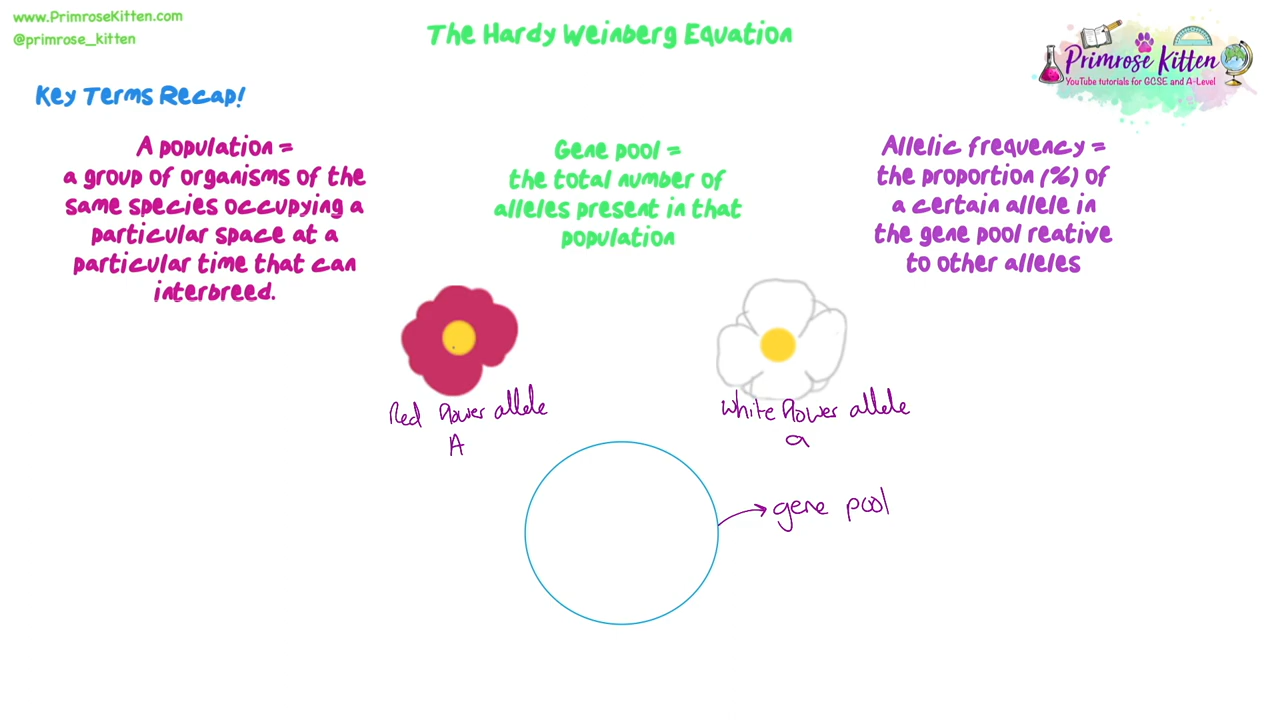 www.PrimroseKitten.com
@primrose_kitten
The Hardy Weinberg Equation
Primrose Kitten
YouTube tutorials for GCSE and A-Level
Key Terms Recap!
A population =
a group of organisms of the
same species occupying a
particular space at a
particular time that can
interbreed.
Gene pool =
the total number of
alleles present in that
population
Allelic frequency =
the proportion (%) of
a certain allele in
the gene pool reative
to other alleles
Red flower allele
A
white flower allele
a
gene pool